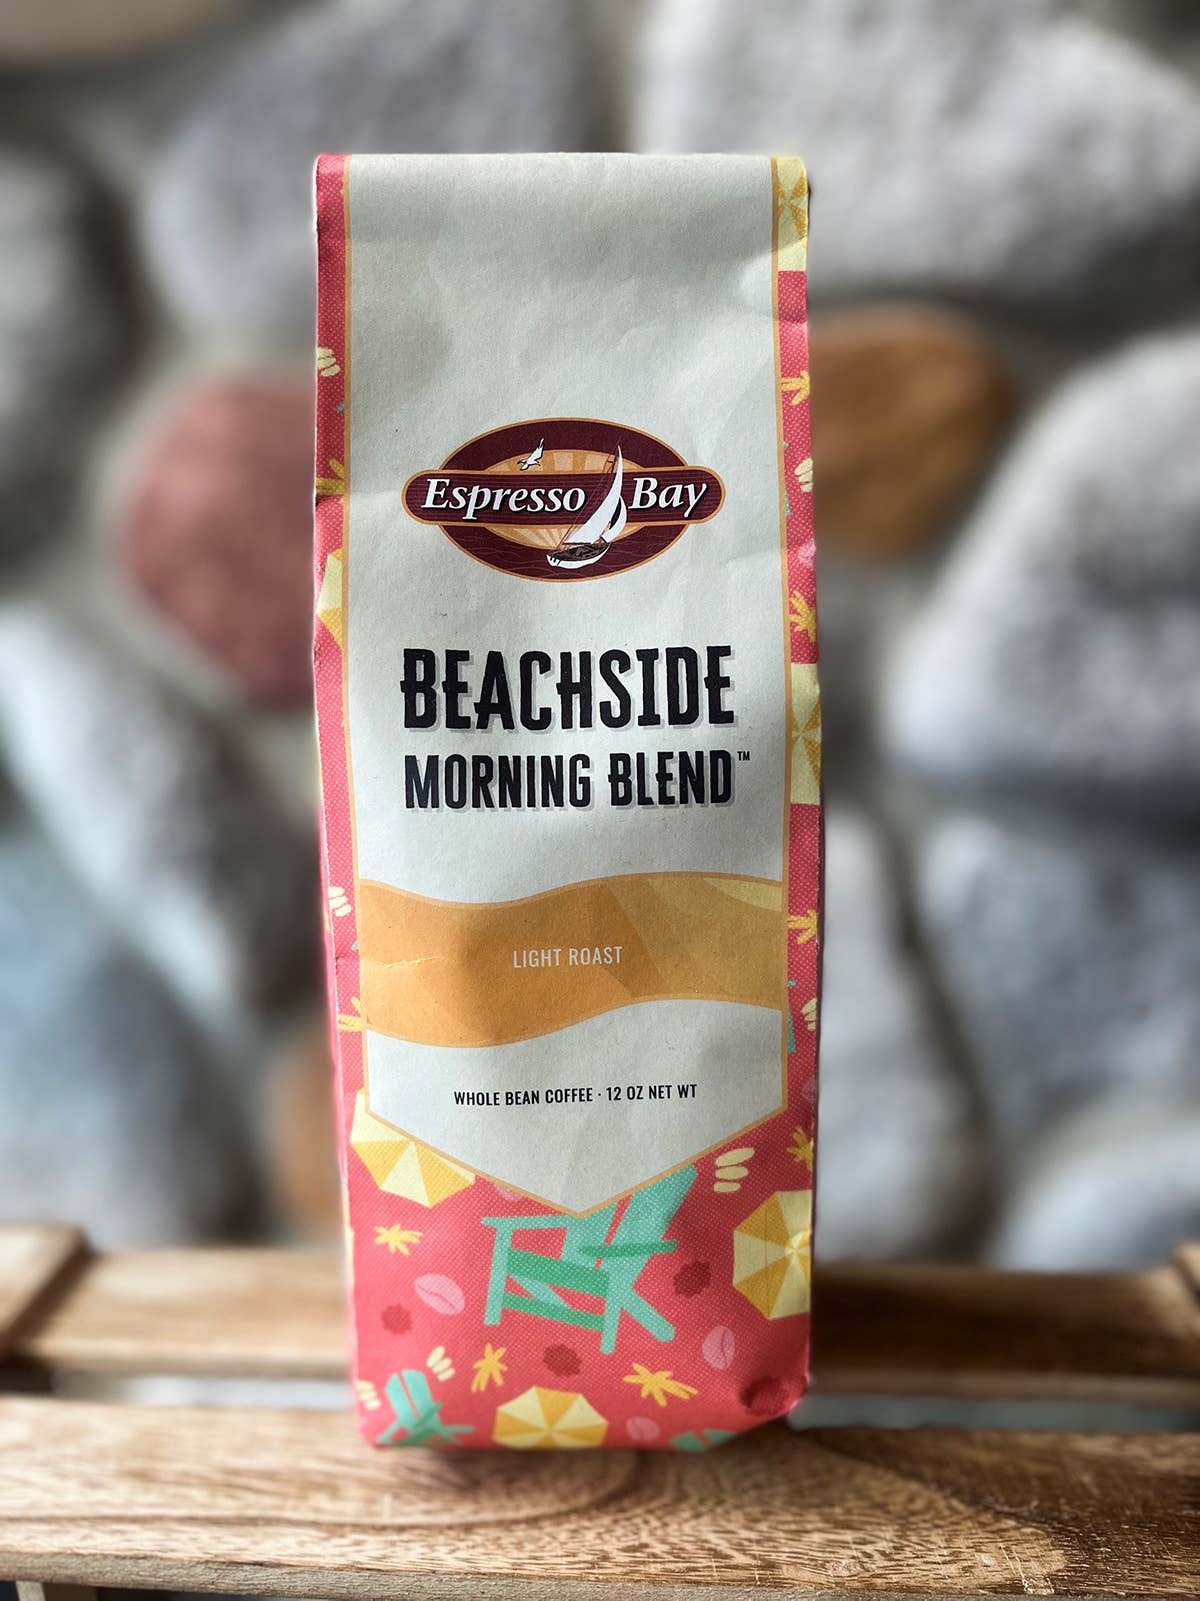 Espresso Bay
BEACHSIDE
MORNING BLEND™
LIGHT ROAST
WHOLE BEAN COFFEE · 12 OZ NET WT